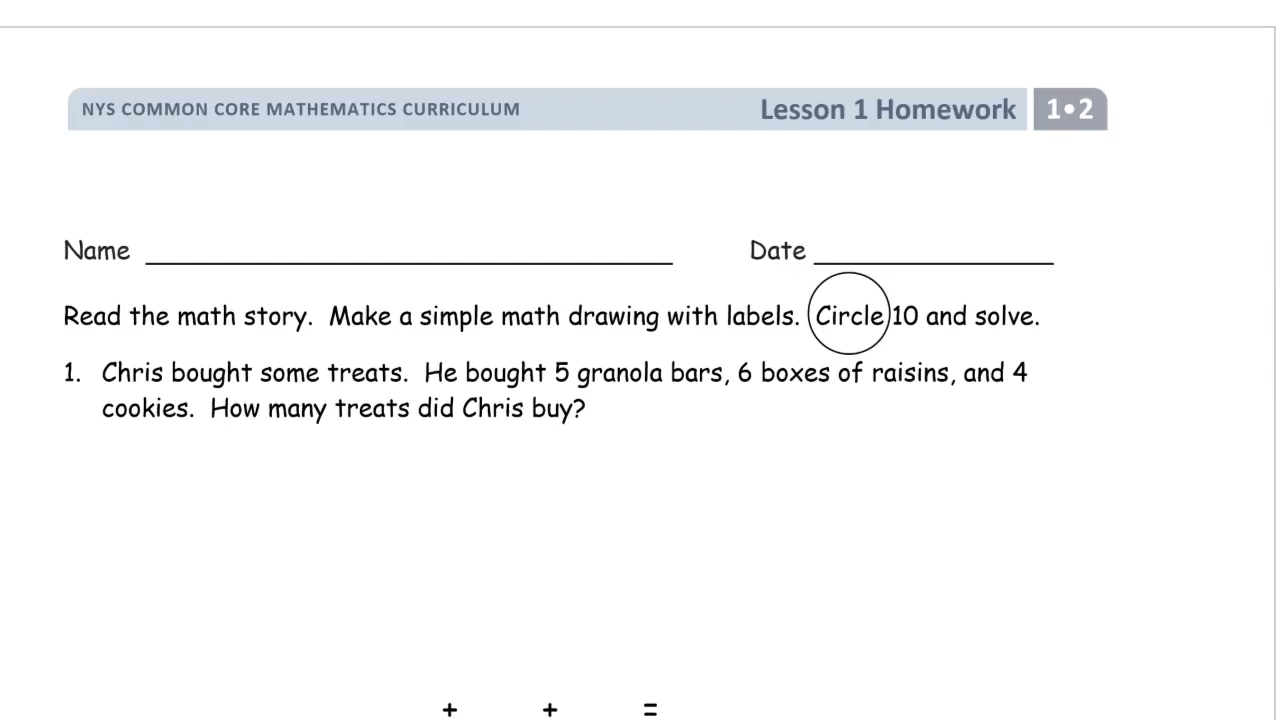 NYS COMMON CORE MATHEMATICS CURRICULUM Lesson 1 Homework 1•2
Name ________ Date ________
Read the math story.  Make a simple math drawing with labels.  Circle 10 and solve.
1. Chris bought some treats.  He bought 5 granola bars, 6 boxes of raisins, and 4
cookies.  How many treats did Chris buy?
+ + =